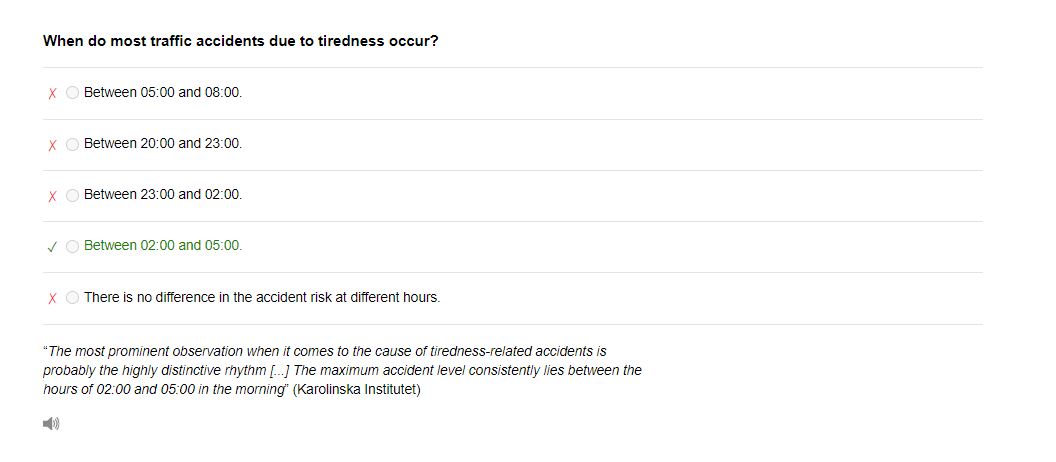 When do most traffic accidents due to tiredness occur?
Between 05:00 and 08:00.
Between 20:00 and 23:00.
Between 23:00 and 02:00.
Between 02:00 and 05:00.
There is no difference in the accident risk at different hours.
“The most prominent observation when it comes to the cause of tiredness-related accidents is
probably the highly distinctive rhythm [...] The maximum accident level consistently lies between the
hours of 02:00 and 05:00 in the morning” (Karolinska Institutet)